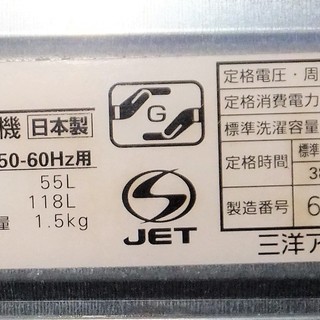 機 日本製
50-60Hz用
55L
118L
量 1.5kg
G
JET
定格電圧・周
定格消費電力
標準洗濯容量
定格時間 標準
38
製造番号 6
三洋ア